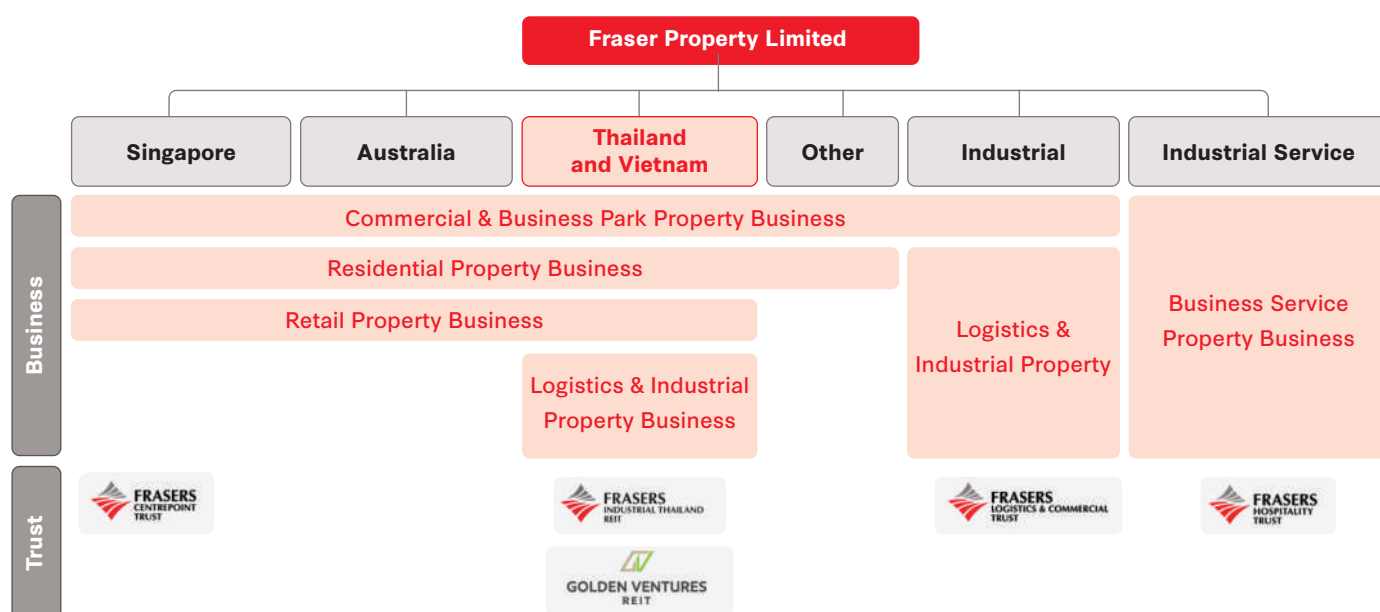 Fraser Property Limited
Singapore
Australia
Thailand
and Vietnam
Other
Industrial
Industrial Service
Business
Commercial & Business Park Property Business
Residential Property Business
Retail Property Business
Logistics & Industrial
Property Business
Logistics &
Industrial Property
Business Service
Property Business
Trust
FRASERS
CENTREPOINT
TRUST
FRASERS
INDUSTRIAL THAILAND
REIT
GOLDEN VENTURES
REIT
FRASERS
LOGISTICS & COMMERCIAL
TRUST
FRASERS
HOSPITALITY
TRUST